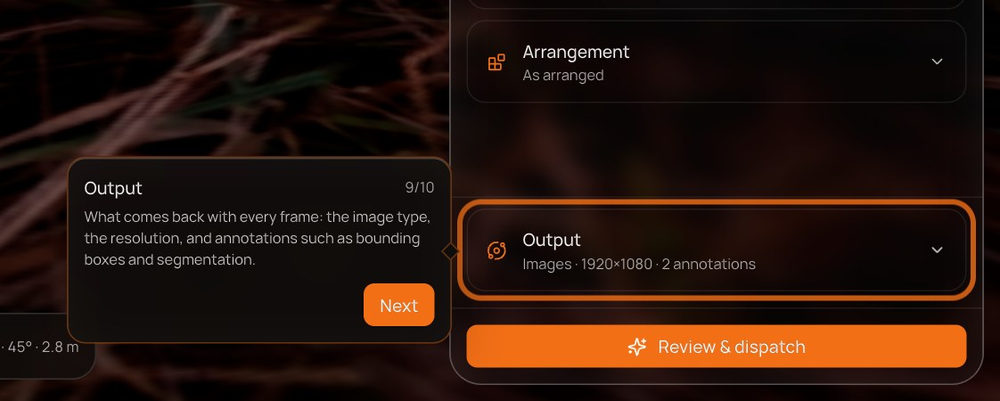 Arrangement
As arranged
Output
9/10
What comes back with every frame: the image type,
the resolution, and annotations such as bounding
boxes and segmentation.
Next
Output
Images · 1920×1080 · 2 annotations
· 45° · 2.8 m
Review & dispatch